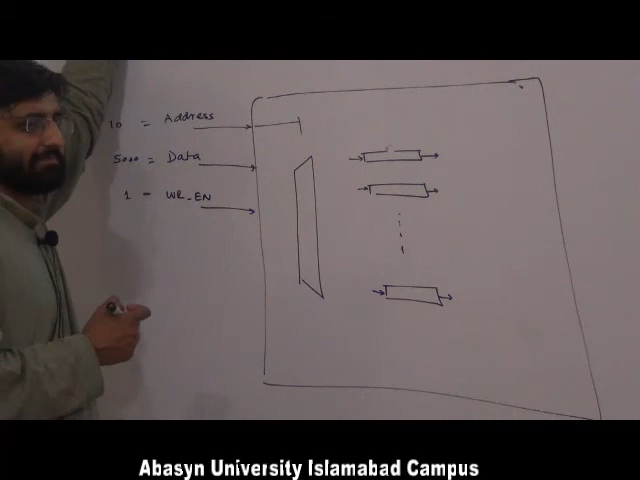 10 = Address
5000 = Data
1 = WR_EN
Abasyn University Islamabad Campus